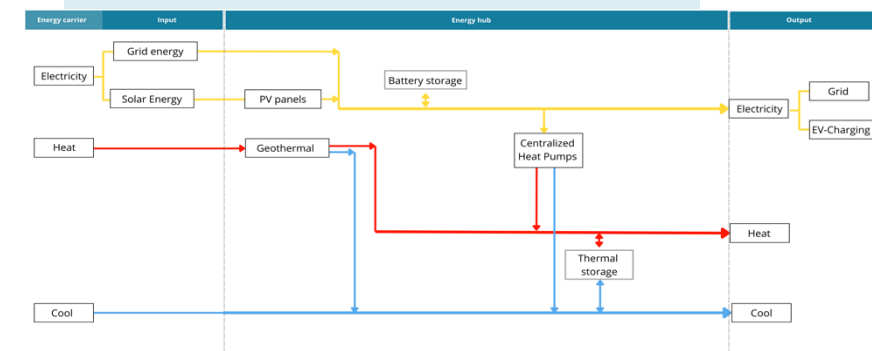 Energy carrier
Input
Energy hub
Output
Grid energy
Electricity
Solar Energy
PV panels
Battery storage
Electricity
Grid
EV-Charging
Heat
Geothermal
Centralized
Heat Pumps
Heat
Thermal
storage
Cool
Cool